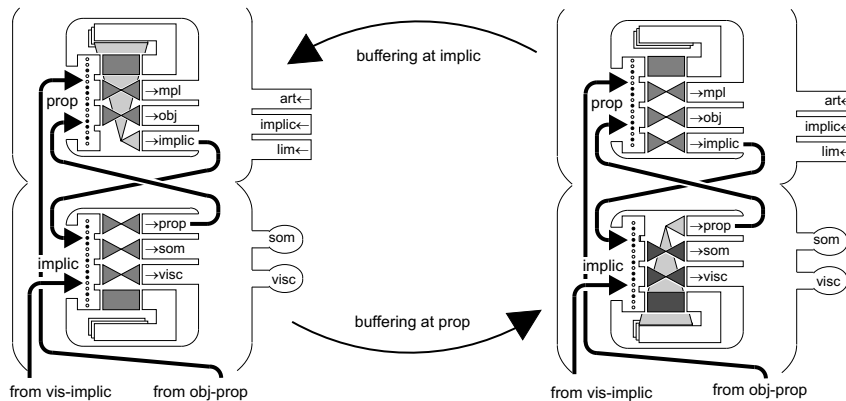 buffering at implic
prop
→mpl
→obj
→implic
art←
implic←
lim←
→prop
→som
→visc
implic
som
visc
from vis-implic
from obj-prop
prop
→mpl
→obj
→implic
art←
implic←
lim←
→prop
→som
→visc
implic
som
visc
buffering at prop
from vis-implic
from obj-prop